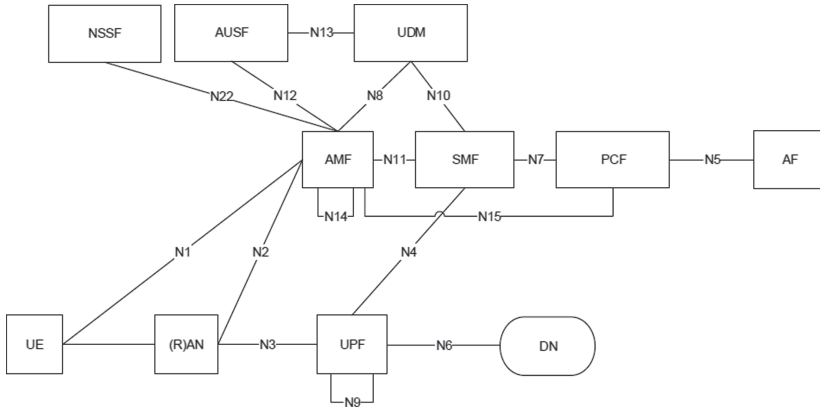 NSSF
AUSF
N13
UDM
N22
N12
N8
N10
AMF
N11
SMF
N7
PCF
N5
AF
N14
N15
N1
N2
N4
UE
(R)AN
N3
UPF
N6
DN
N9